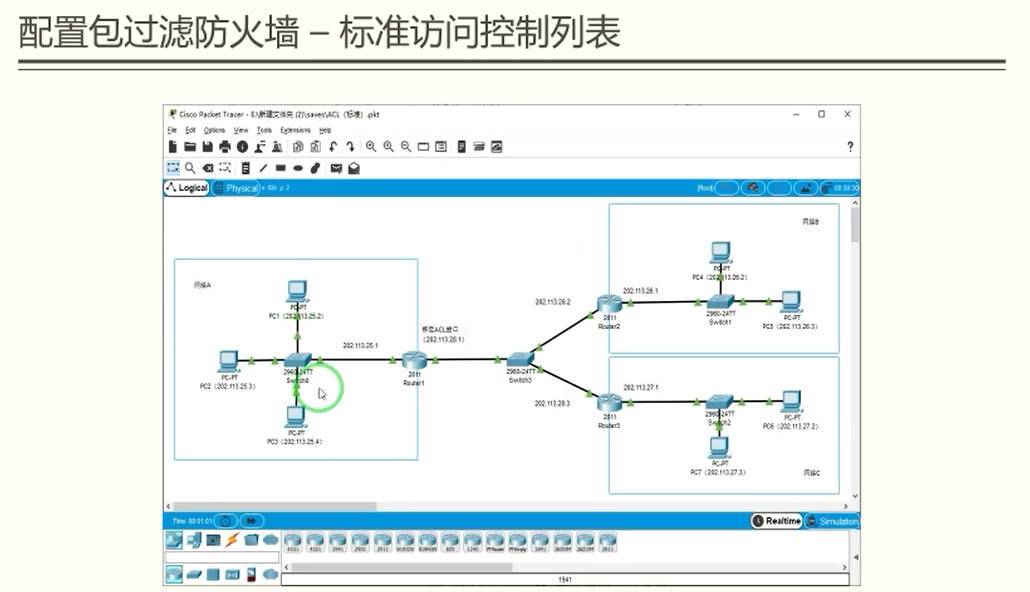 配置包过滤防火墙 – 标准访问控制列表
Cisco Packet Tracer - E:\新建文件夹 (2)\saves\ACL（标准）.pkt
File Edit Options View Tools Extensions Help
Logical Physical x: 833, y: 2
[Root]
网络A
PC-PT
PC1（202.113.25.2）
PC-PT
PC2（202.113.25.3）
Switch0
PC-PT
PC3（202.113.25.4）
202.113.25.1
绑定ACL接口
（202.113.28.1）
2811
Router1
2960-24TT
Switch3
202.113.28.2
202.113.28.3
2811
Router2
202.113.26.1
网络B
PC-PT
PC4（202.113.26.2）
2960-24TT
Switch1
PC-PT
PC5（202.113.26.3）
2811
Router3
202.113.27.1
2960-24TT
Switch2
PC-PT
PC6（202.113.27.2）
PC-PT
PC7（202.113.27.3）
网络C
Time: 00:01:01
Realtime Simulation
4331 4321 1941 2901 2911 819HGW 829 1240 PT-Router PT-Empty 1841 2620XM 2621XM 2811
1941